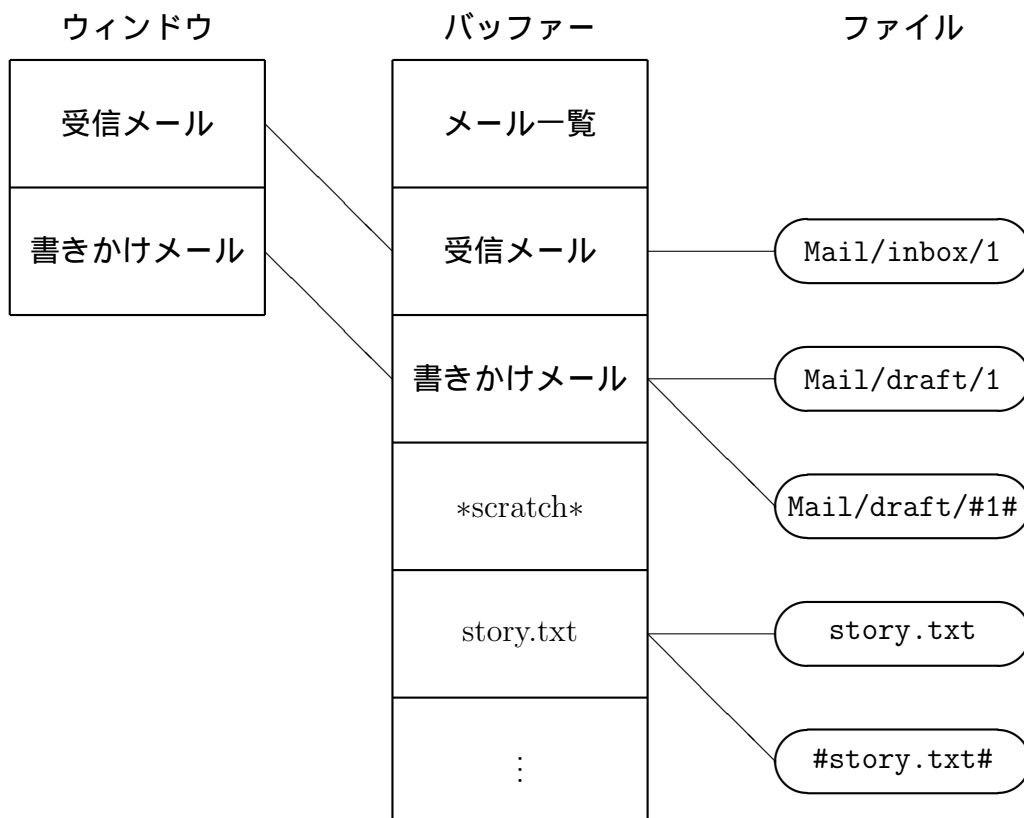 ウィンドウ
バッファー
ファイル
受信メール
書きかけメール
メール一覧
受信メール
書きかけメール
*scratch*
story.txt
⋮
Mail/inbox/1
Mail/draft/1
Mail/draft/#1#
story.txt
#story.txt#